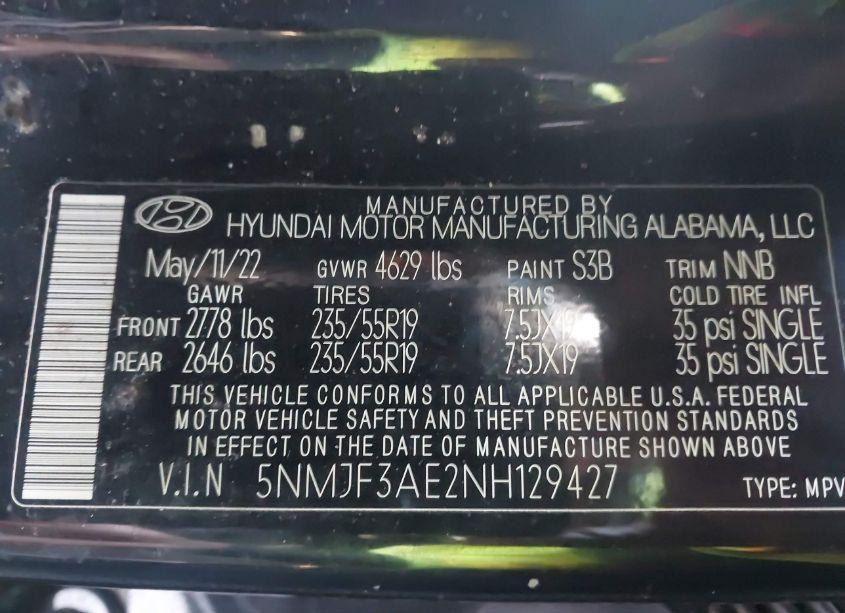 MANUFACTURED BY
HYUNDAI MOTOR MANUFACTURING ALABAMA, LLC
May/11/22 GVWR 4629 lbs PAINT S3B TRIM NNB
GAWR TIRES RIMS COLD TIRE INFL
FRONT 2778 lbs 235/55R19 7.5JX19 35 psi SINGLE
REAR 2646 lbs 235/55R19 7.5JX19 35 psi SINGLE
THIS VEHICLE CONFORMS TO ALL APPLICABLE U.S.A. FEDERAL
MOTOR VEHICLE SAFETY AND THEFT PREVENTION STANDARDS
IN EFFECT ON THE DATE OF MANUFACTURE SHOWN ABOVE
V.I.N 5NMJF3AE2NH129427 TYPE: MPV